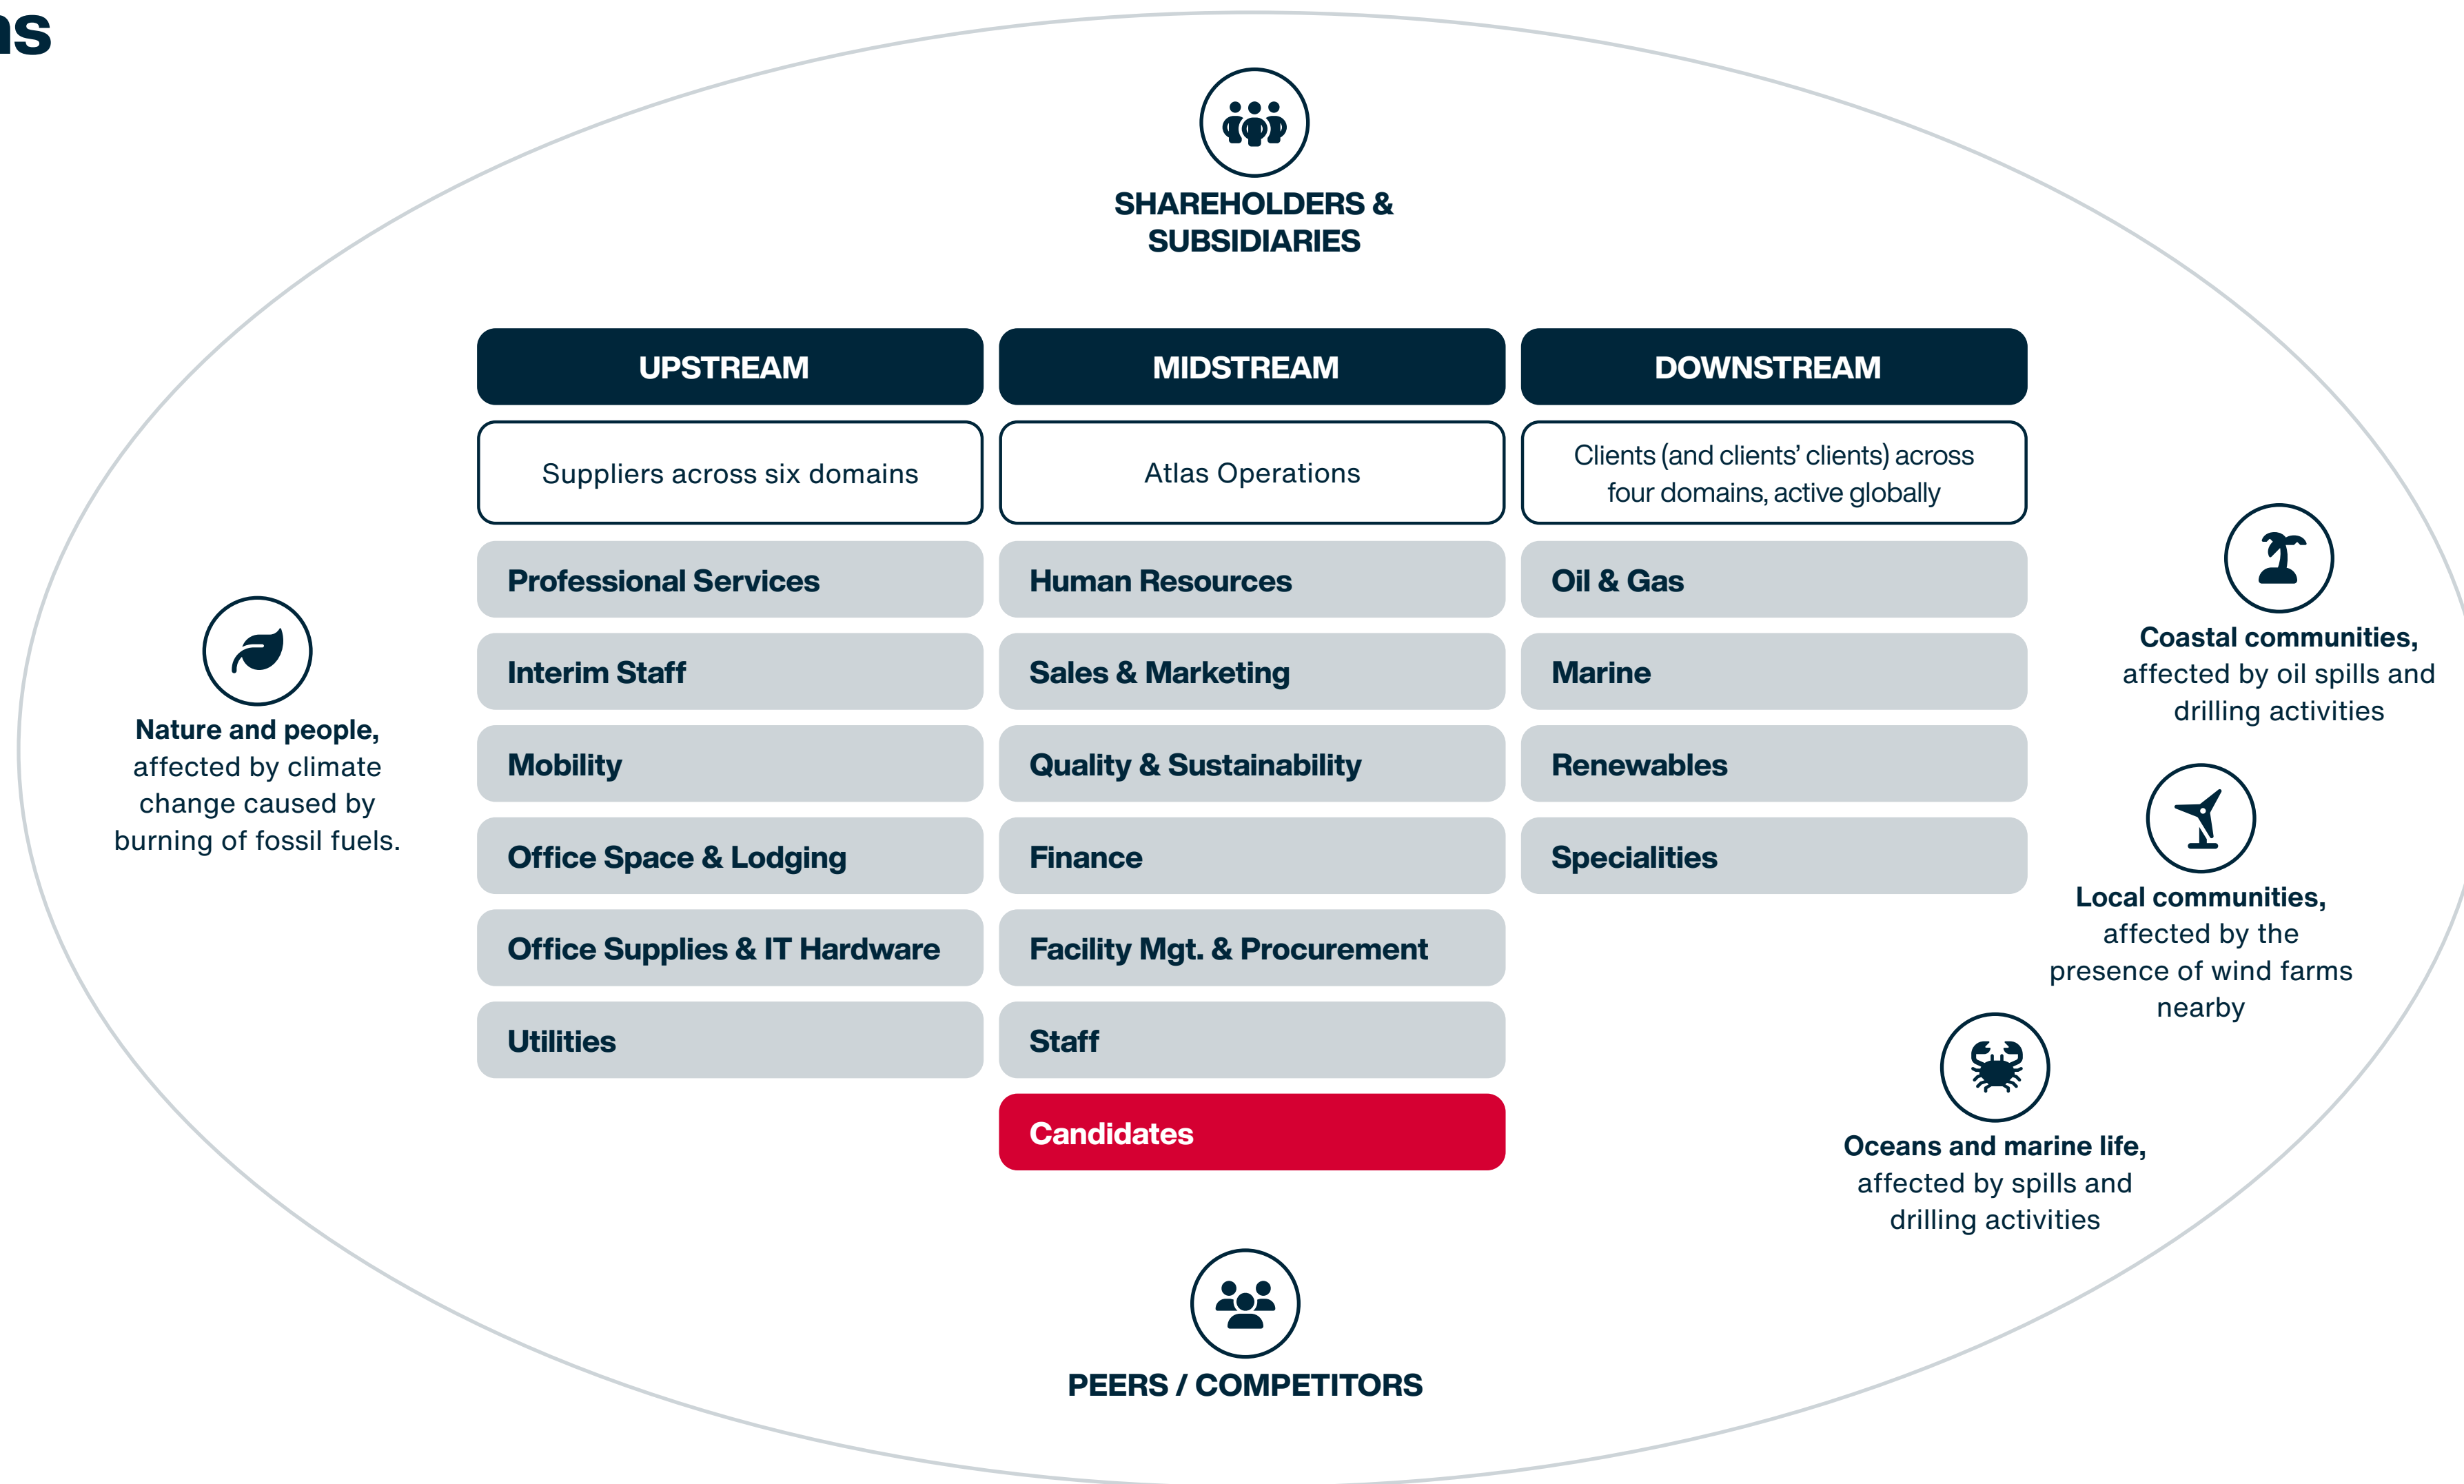 SHAREHOLDERS &
SUBSIDIARIES
UPSTREAM
MIDSTREAM
DOWNSTREAM
Suppliers across six domains
Atlas Operations
Clients (and clients’ clients) across
four domains, active globally
Professional Services
Human Resources
Oil & Gas
Interim Staff
Sales & Marketing
Marine
Mobility
Quality & Sustainability
Renewables
Office Space & Lodging
Finance
Specialities
Office Supplies & IT Hardware
Facility Mgt. & Procurement
Utilities
Staff
Candidates
Nature and people,
affected by climate
change caused by
burning of fossil fuels.
Coastal communities,
affected by oil spills and
drilling activities
Local communities,
affected by the
presence of wind farms
nearby
Oceans and marine life,
affected by spills and
drilling activities
PEERS / COMPETITORS